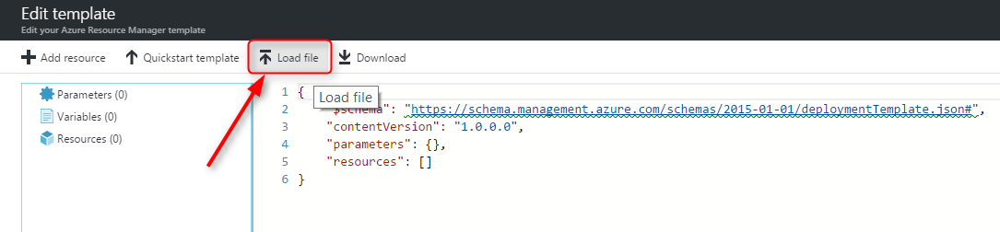 Edit template
Edit your Azure Resource Manager template
Add resource Quickstart template Load file Download
Parameters (0)
Variables (0)
Resources (0)
Load file
1 {
2 "$schema": "https://schema.management.azure.com/schemas/2015-01-01/deploymentTemplate.json#",
3 "contentVersion": "1.0.0.0",
4 "parameters": {},
5 "resources": []
6 }